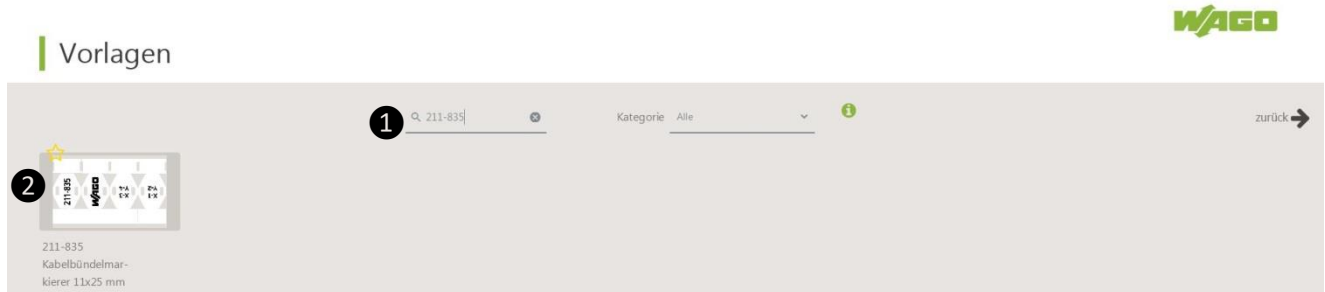 WAGO
Vorlagen
1 211-835 Kategorie Alle i zurück
2
211-835 WAGO
211-835
Kabelbündelmar-
kierer 11x25 mm